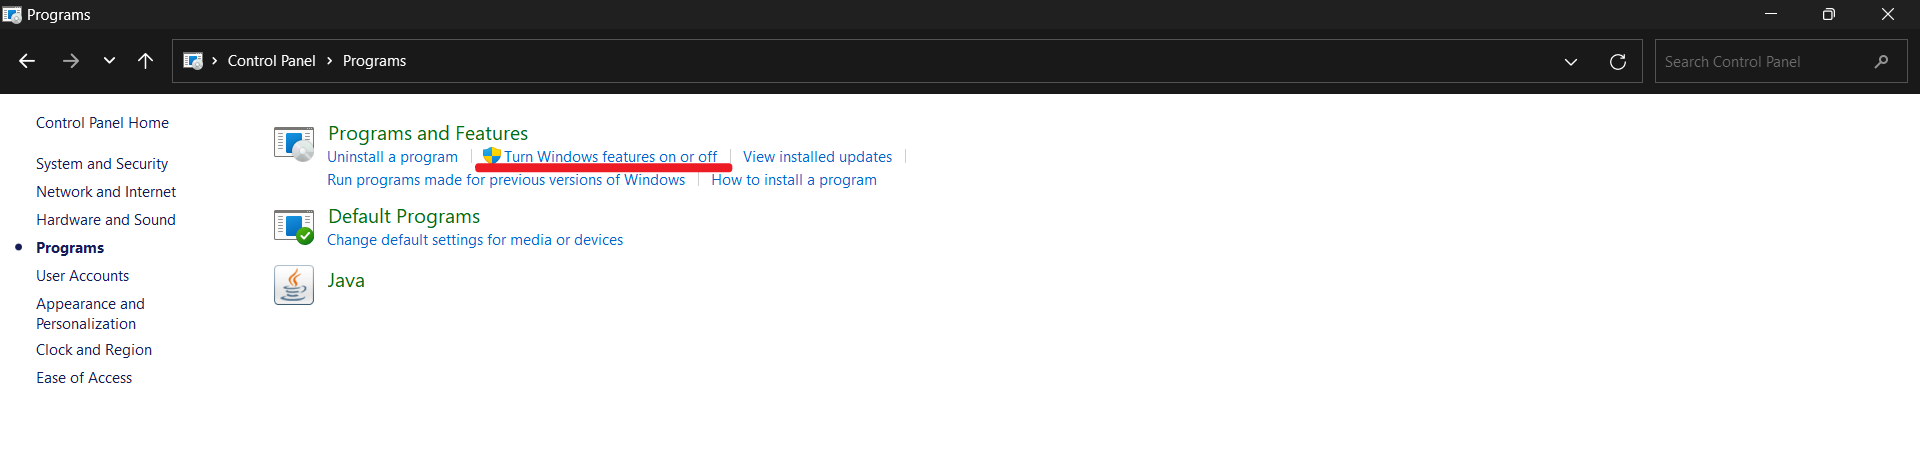 Programs
Control Panel Programs
Search Control Panel
Control Panel Home
System and Security
Network and Internet
Hardware and Sound
Programs
User Accounts
Appearance and
Personalization
Clock and Region
Ease of Access
Programs and Features
Uninstall a program Turn Windows features on or off View installed updates
Run programs made for previous versions of Windows How to install a program
Default Programs
Change default settings for media or devices
Java